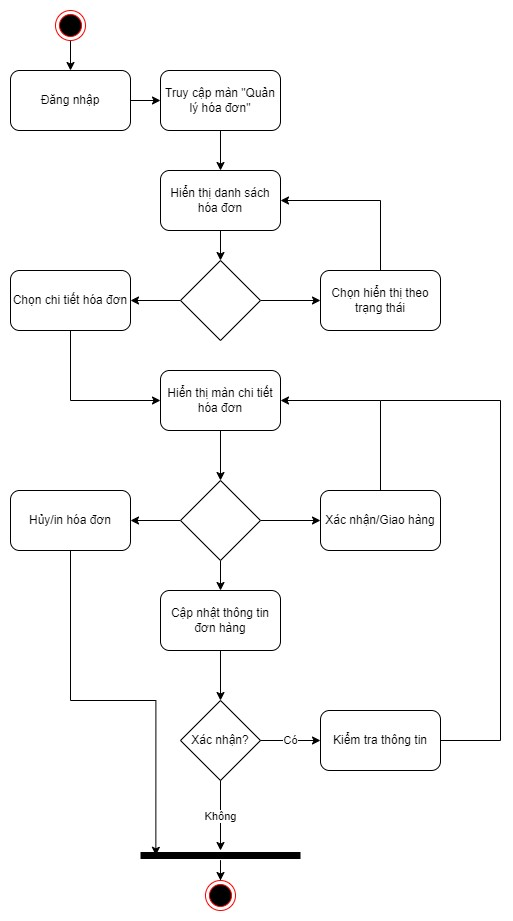 Đăng nhập
Truy cập màn "Quản
lý hóa đơn"
Hiển thị danh sách
hóa đơn
Chọn chi tiết hóa đơn
Chọn hiển thị theo
trạng thái
Hiển thị màn chi tiết
hóa đơn
Hủy/in hóa đơn
Xác nhận/Giao hàng
Cập nhật thông tin
đơn hàng
Xác nhận?
Có
Kiểm tra thông tin
Không